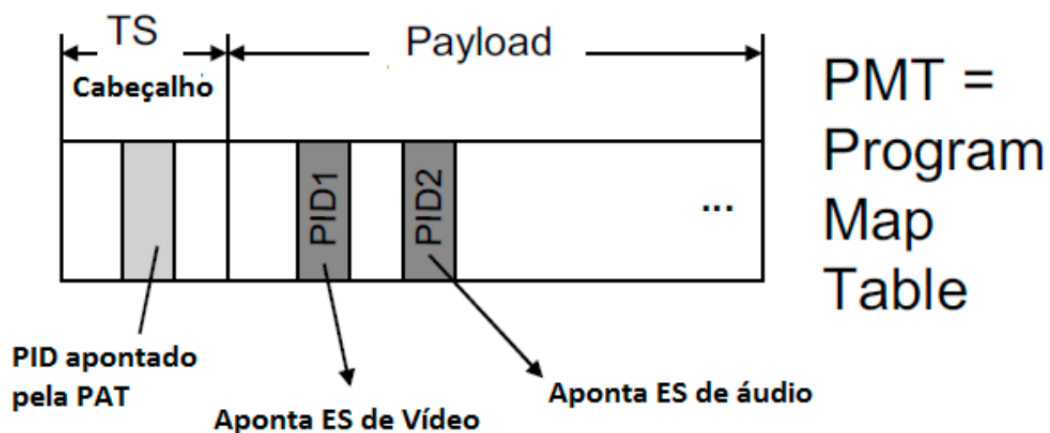 TS
Payload
Cabeçalho
PMT =
Program
Map
Table
PID1
PID2
...
PID apontado
pela PAT
Aponta ES de Vídeo
Aponta ES de áudio